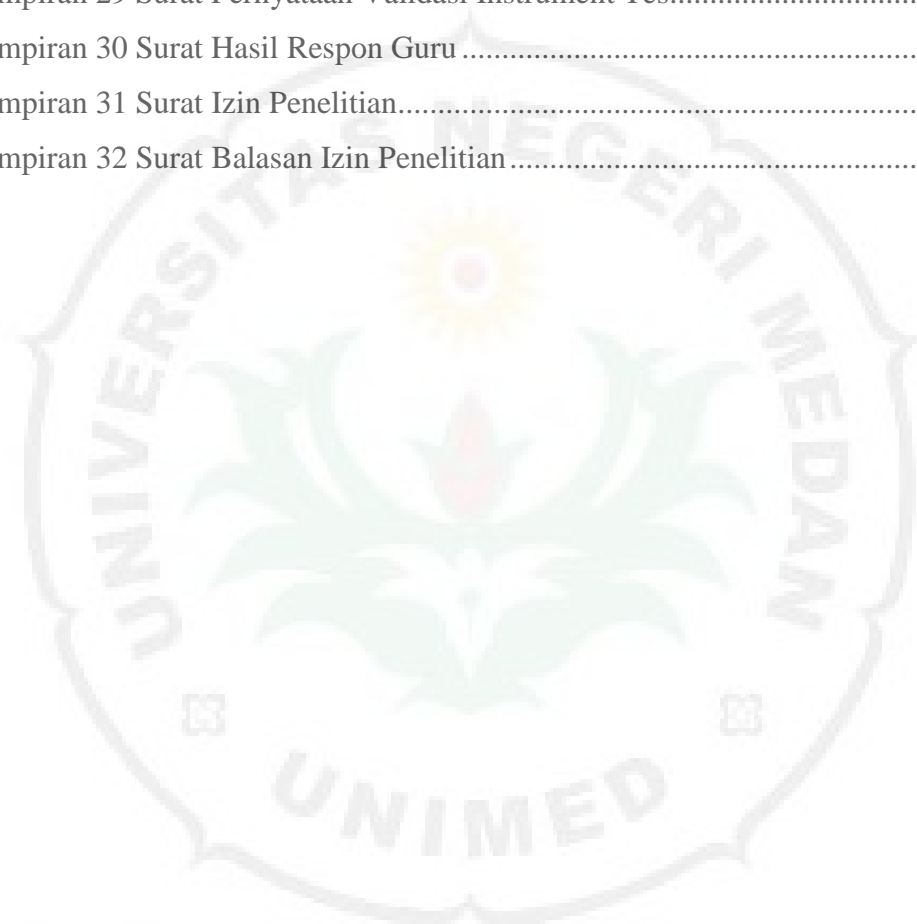 mpiran 29 Surat Pernyataan Validasi Instrument Tes..............................
mpiran 30 Surat Hasil Respon Guru.........................................................
mpiran 31 Surat Izin Penelitian.................................................................
mpiran 32 Surat Balasan Izin Penelitian...................................................
UNIVERSITAS NEGERI MEDAN
UNIMED